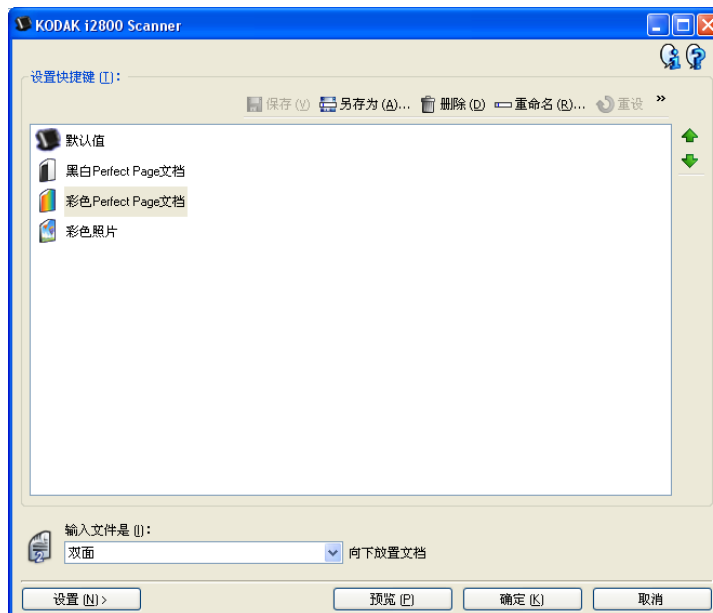 KODAK i2800 Scanner
设置快捷键 (T)：
保存 (V) 另存为 (A)... 删除 (D) 重命名 (R)... 重设 »
默认值
黑白Perfect Page文档
彩色Perfect Page文档
彩色照片
输入文件是 (I)：
双面 向下放置文档
设置 (N) > 预览 (P) 确定 (K) 取消